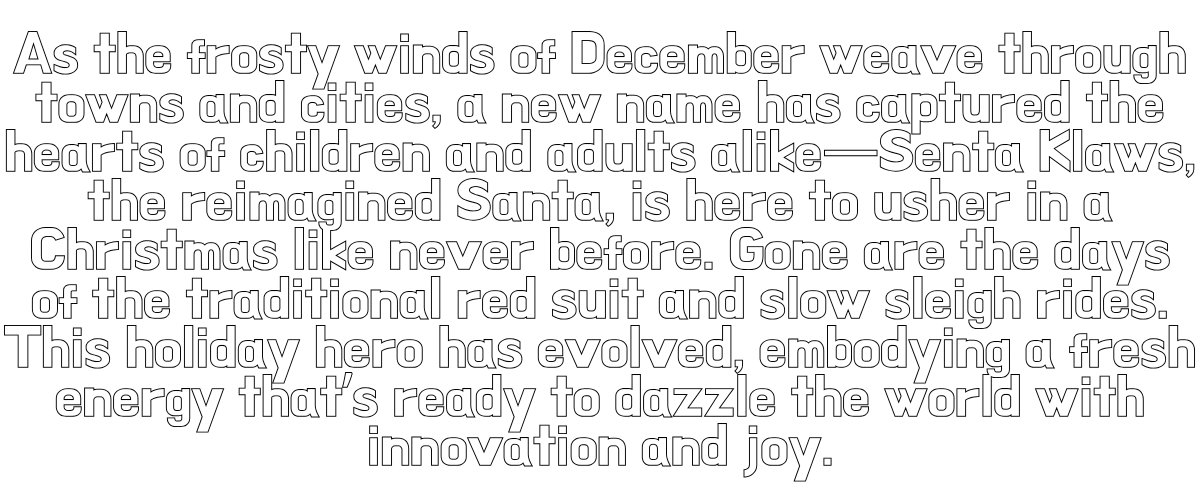 As the frosty winds of December weave through
towns and cities, a new name has captured the
hearts of children and adults alike—Senta Klaws,
the reimagined Santa, is here to usher in a
Christmas like never before. Gone are the days
of the traditional red suit and slow sleigh rides.
This holiday hero has evolved, embodying a fresh
energy that's ready to dazzle the world with
innovation and joy.